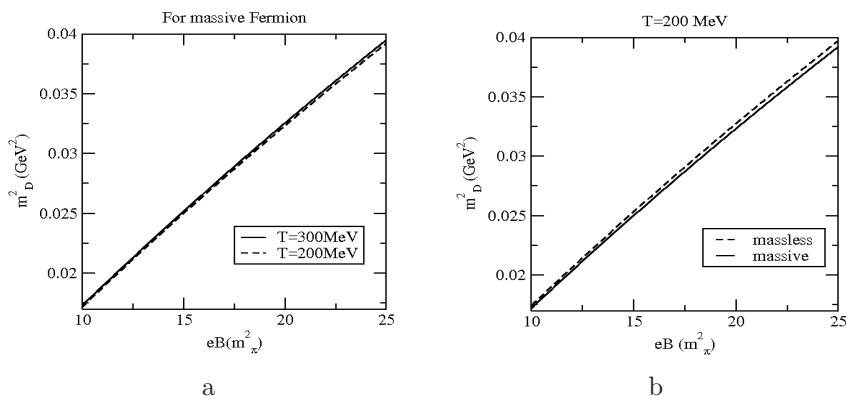 For massive Fermion
0.04
0.035
0.03
0.025
0.02
m²_D (GeV²)
T=300MeV
T=200MeV
10
15
20
25
eB(m²_π)
a
T=200 MeV
0.04
0.035
0.03
0.025
0.02
m²_D (GeV²)
massless
massive
10
15
20
25
eB (m²_π)
b